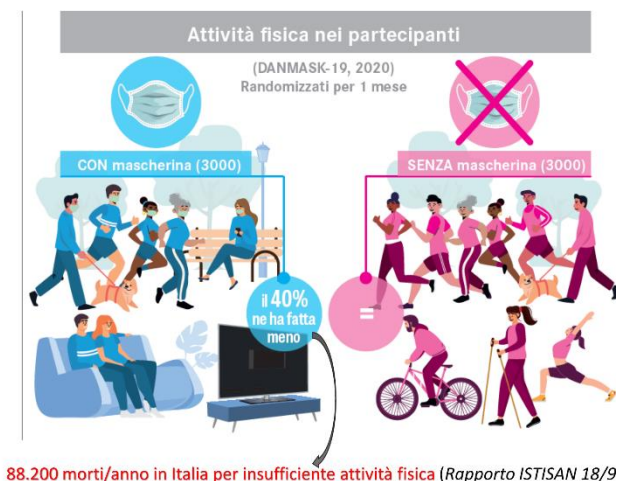 Attività fisica nei partecipanti
(DANMASK-19, 2020)
Randomizzati per 1 mese
CON mascherina (3000)
SENZA mascherina (3000)
il 40%
ne ha fatta
meno
=
88.200 morti/anno in Italia per insufficiente attività fisica (Rapporto ISTISAN 18/9